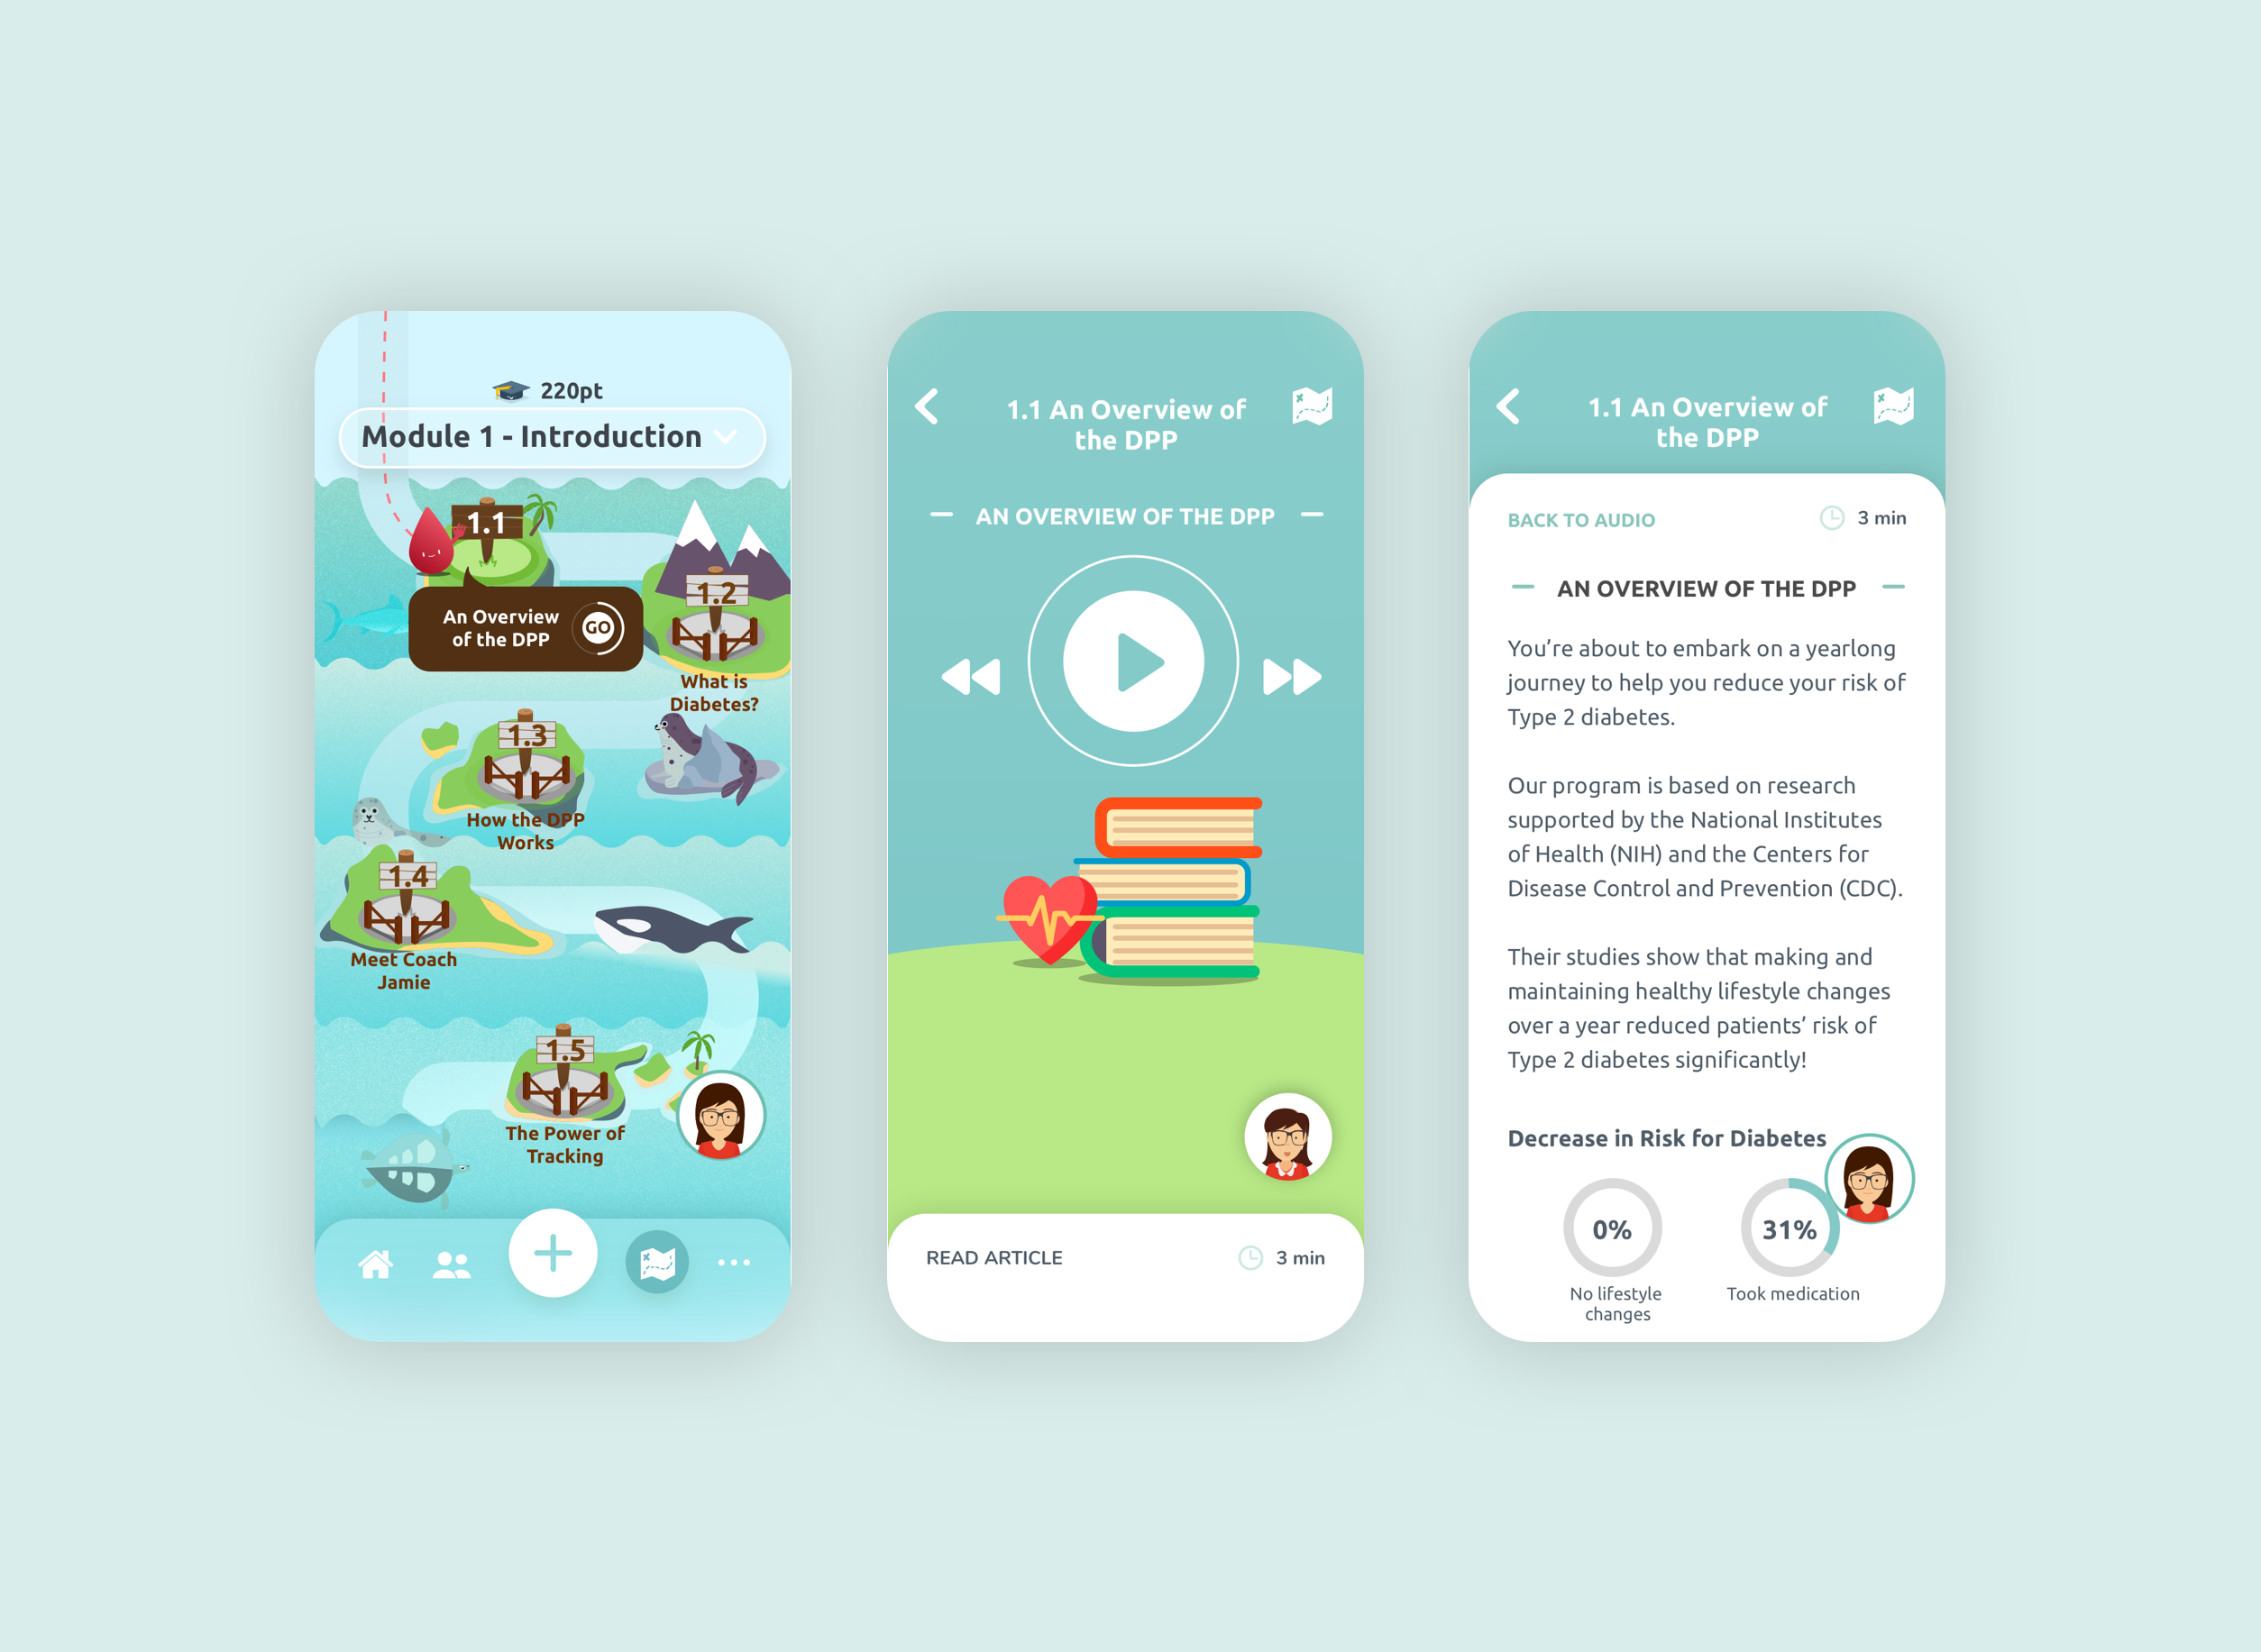 220pt
Module 1 - Introduction
1.1
An Overview
of the DPP
GO
1.2
What is
Diabetes?
1.3
How the DPP
Works
1.4
Meet Coach
Jamie
1.5
The Power of
Tracking
1.1 An Overview of
the DPP
AN OVERVIEW OF THE DPP
READ ARTICLE
3 min
1.1 An Overview of
the DPP
BACK TO AUDIO
3 min
AN OVERVIEW OF THE DPP
You’re about to embark on a yearlong
journey to help you reduce your risk of
Type 2 diabetes.
Our program is based on research
supported by the National Institutes
of Health (NIH) and the Centers for
Disease Control and Prevention (CDC).
Their studies show that making and
maintaining healthy lifestyle changes
over a year reduced patients’ risk of
Type 2 diabetes significantly!
Decrease in Risk for Diabetes
0%
31%
No lifestyle
changes
Took medication